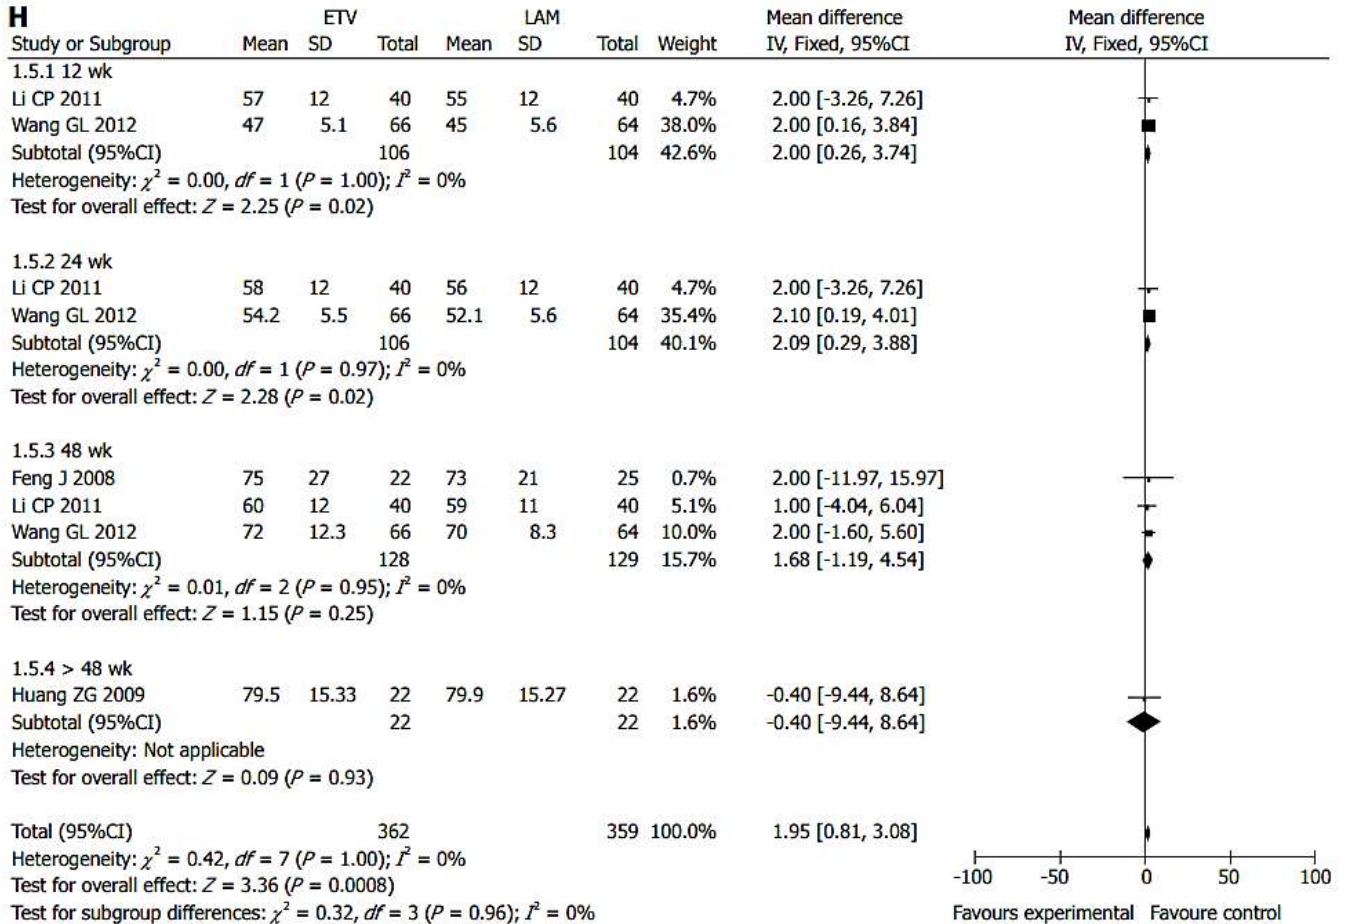 H
ETV LAM Mean difference Mean difference
Study or Subgroup Mean SD Total Mean SD Total Weight IV, Fixed, 95%CI IV, Fixed, 95%CI
1.5.1 12 wk
Li CP 2011 57 12 40 55 12 40 4.7% 2.00 [-3.26, 7.26]
Wang GL 2012 47 5.1 66 45 5.6 64 38.0% 2.00 [0.16, 3.84]
Subtotal (95%CI) 106 104 42.6% 2.00 [0.26, 3.74]
Heterogeneity: χ² = 0.00, df = 1 (P = 1.00); I² = 0%
Test for overall effect: Z = 2.25 (P = 0.02)
1.5.2 24 wk
Li CP 2011 58 12 40 56 12 40 4.7% 2.00 [-3.26, 7.26]
Wang GL 2012 54.2 5.5 66 52.1 5.6 64 35.4% 2.10 [0.19, 4.01]
Subtotal (95%CI) 106 104 40.1% 2.09 [0.29, 3.88]
Heterogeneity: χ² = 0.00, df = 1 (P = 0.97); I² = 0%
Test for overall effect: Z = 2.28 (P = 0.02)
1.5.3 48 wk
Feng J 2008 75 27 22 73 21 25 0.7% 2.00 [-11.97, 15.97]
Li CP 2011 60 12 40 59 11 40 5.1% 1.00 [-4.04, 6.04]
Wang GL 2012 72 12.3 66 70 8.3 64 10.0% 2.00 [-1.60, 5.60]
Subtotal (95%CI) 128 129 15.7% 1.68 [-1.19, 4.54]
Heterogeneity: χ² = 0.01, df = 2 (P = 0.95); I² = 0%
Test for overall effect: Z = 1.15 (P = 0.25)
1.5.4 > 48 wk
Huang ZG 2009 79.5 15.33 22 79.9 15.27 22 1.6% -0.40 [-9.44, 8.64]
Subtotal (95%CI) 22 22 1.6% -0.40 [-9.44, 8.64]
Heterogeneity: Not applicable
Test for overall effect: Z = 0.09 (P = 0.93)
Total (95%CI) 362 359 100.0% 1.95 [0.81, 3.08]
Heterogeneity: χ² = 0.42, df = 7 (P = 1.00); I² = 0%
Test for overall effect: Z = 3.36 (P = 0.0008)
Test for subgroup differences: χ² = 0.32, df = 3 (P = 0.96); I² = 0%
-100 -50 0 50 100
Favours experimental Favoure control